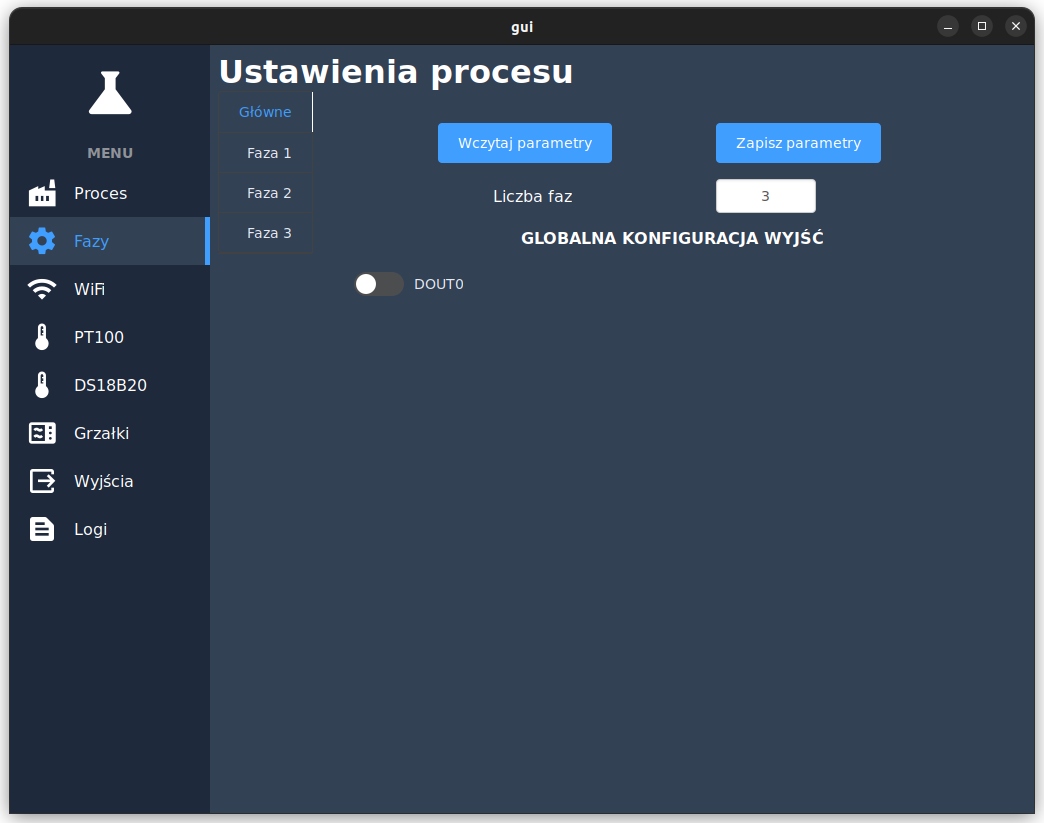 gui
MENU
Proces
Fazy
WiFi
PT100
DS18B20
Grzałki
Wyjścia
Logi
Ustawienia procesu
Główne
Faza 1
Faza 2
Faza 3
Wczytaj parametry
Zapisz parametry
Liczba faz
3
GLOBALNA KONFIGURACJA WYJŚĆ
DOUT0